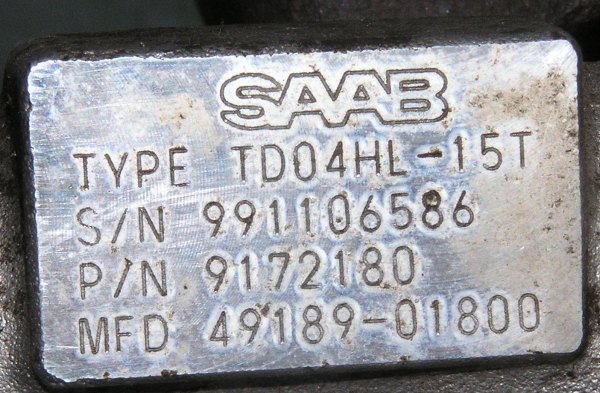 SAAB
TYPE TD04HL-15T
S/N 991106586
P/N 9172180
MFD 49189-01800